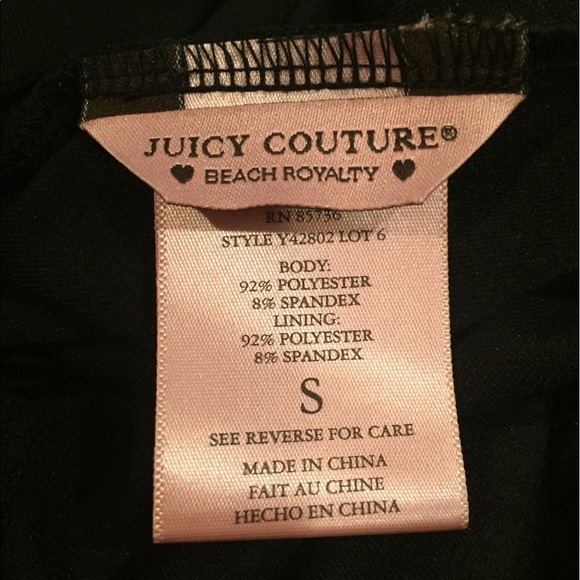 JUICY COUTURE®
♥ BEACH ROYALTY ♥
RN 85736
STYLE Y42802 LOT 6
BODY:
92% POLYESTER
8% SPANDEX
LINING:
92% POLYESTER
8% SPANDEX
S
SEE REVERSE FOR CARE
MADE IN CHINA
FAIT AU CHINE
HECHO EN CHINA